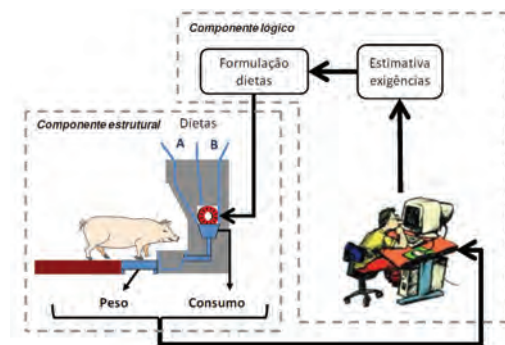 Componente lógico
Formulação
dietas
Estimativa
exigências
Componente estrutural
Dietas
A
B
Peso
Consumo